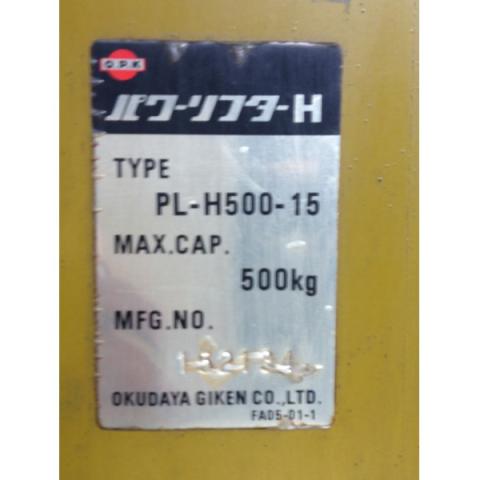 O.P.K
パワーリフターH
TYPE
PL-H500-15
MAX.CAP.
500kg
MFG.NO.
OKUDAYA GIKEN CO.,LTD.
FA05-01-1